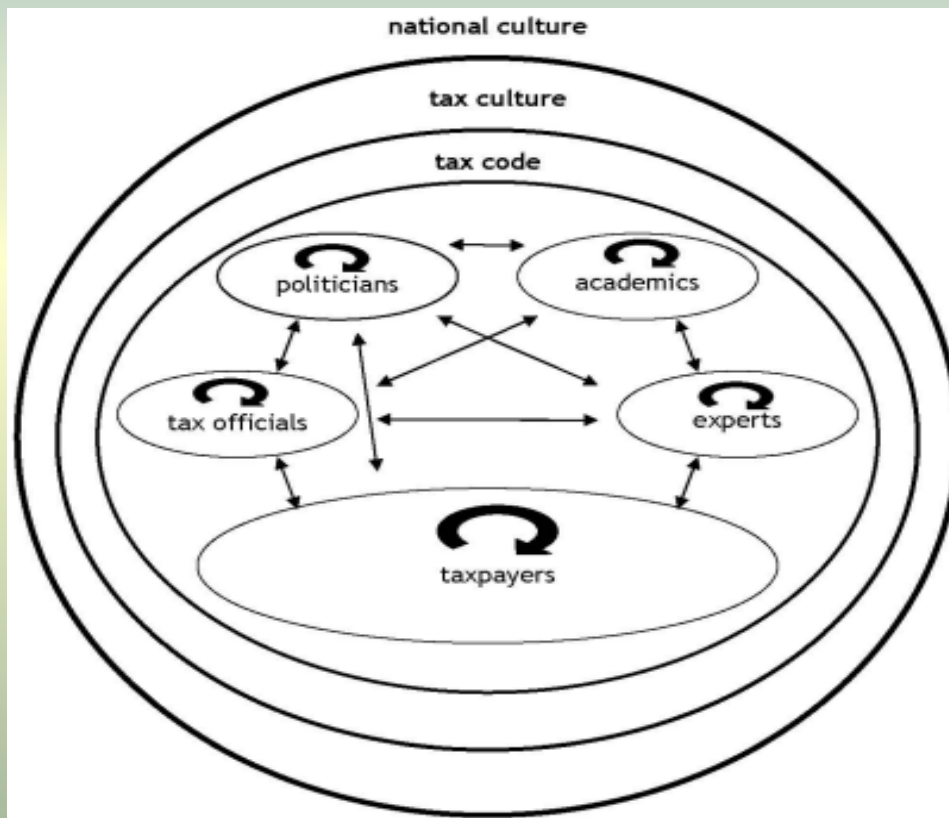 national culture
tax culture
tax code
politicians
academics
tax officials
experts
taxpayers